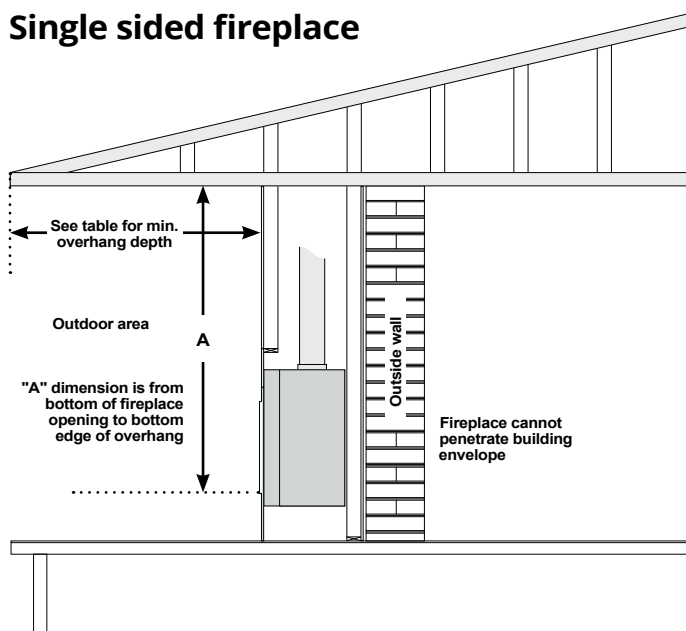 Single sided fireplace
See table for min.
overhang depth
Outdoor area
A
"A" dimension is from
bottom of fireplace
opening to bottom
edge of overhang
Outside wall
Fireplace cannot
penetrate building
envelope